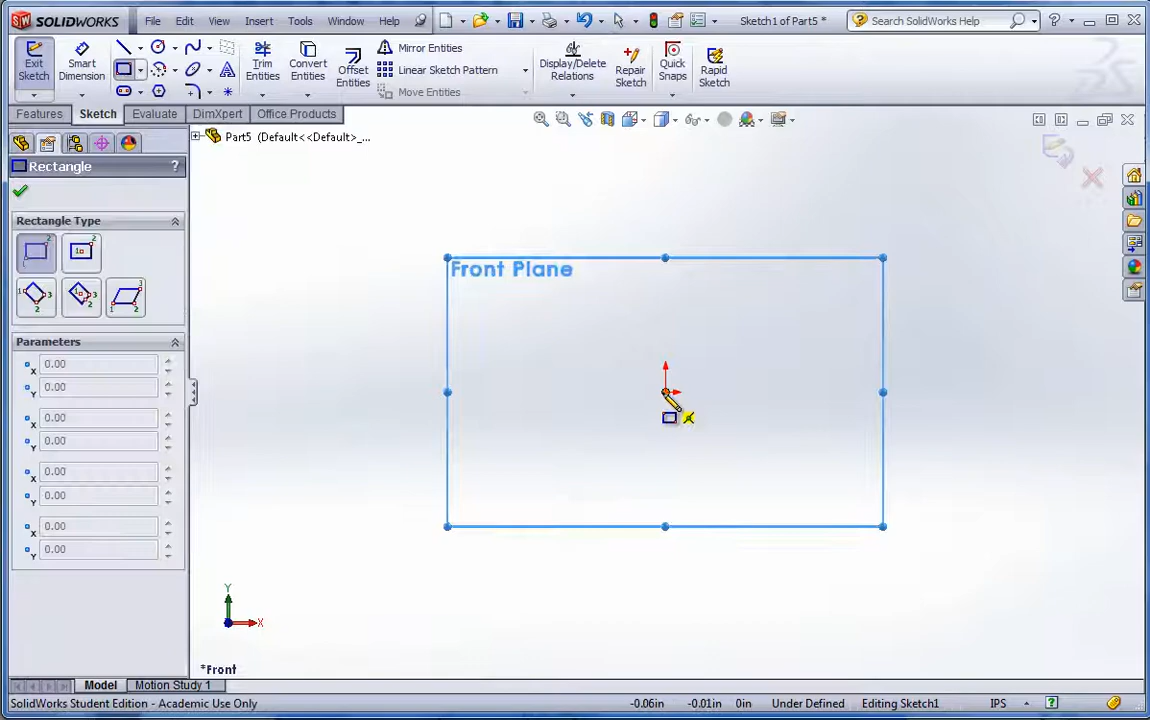 SOLIDWORKS File Edit View Insert Tools Window Help Sketch1 of Part5 * Search SolidWorks Help
Exit Sketch
Smart Dimension
Trim Entities
Convert Entities
Offset Entities
Mirror Entities
Linear Sketch Pattern
Move Entities
Display/Delete Relations
Repair Sketch
Quick Snaps
Rapid Sketch
Features Sketch Evaluate DimXpert Office Products
Part5 (Default<<Default>_...
Rectangle ?
Rectangle Type
Parameters
x 0.00
Y 0.00
x 0.00
Y 0.00
x 0.00
Y 0.00
x 0.00
Y 0.00
Front Plane
Y
X
*Front
Model Motion Study 1
SolidWorks Student Edition - Academic Use Only -0.06in -0.01in 0in Under Defined Editing Sketch1 IPS